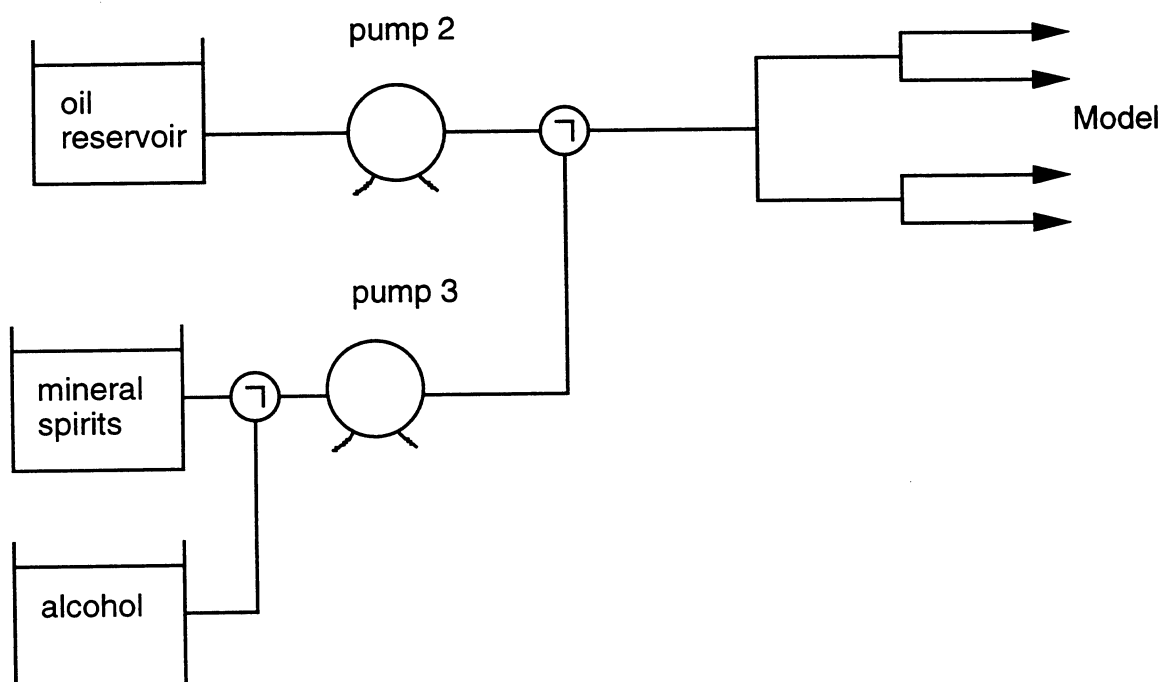 pump 2
oil
reservoir
Model
pump 3
mineral
spirits
alcohol